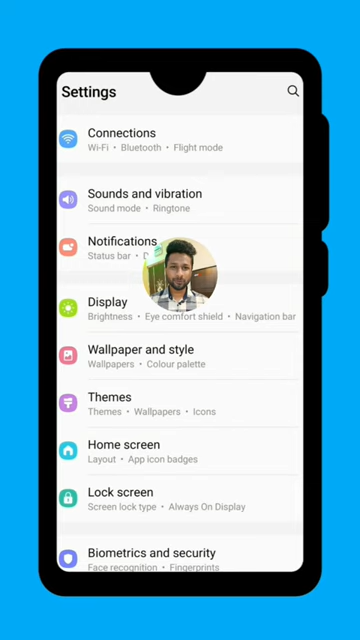 Settings
Connections
Wi-Fi • Bluetooth • Flight mode
Sounds and vibration
Sound mode • Ringtone
Notifications
Status bar •
Display
Brightness • Eye comfort shield • Navigation bar
Wallpaper and style
Wallpapers • Colour palette
Themes
Themes • Wallpapers • Icons
Home screen
Layout • App icon badges
Lock screen
Screen lock type • Always On Display
Biometrics and security
Face recognition • Fingerprints